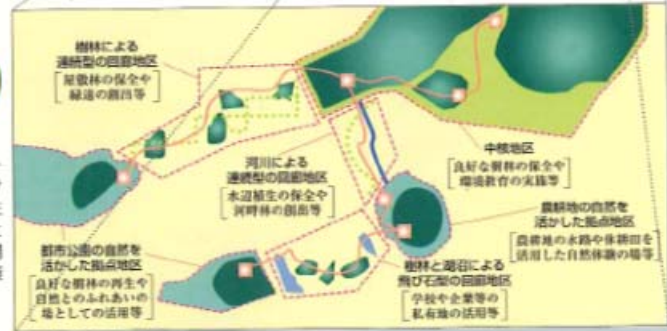 樹林による
連続型の回廊地区
屋敷林の保全や
緑道の創出等
河川による
連続型の回廊地区
水辺植生の保全や
河畔林の創出等
中核地区
良好な樹林の保全や
環境教育の実施等
農耕地の自然を
活かした拠点地区
農耕地の水路や休耕田を
活用した自然体験の場等
都市公園の自然を
活かした拠点地区
良好な樹林の再生や
自然とのふれあいの
場としての活用等
樹林と湖沼による
飛び石型の回廊地区
学校や企業等の
私有地の活用等